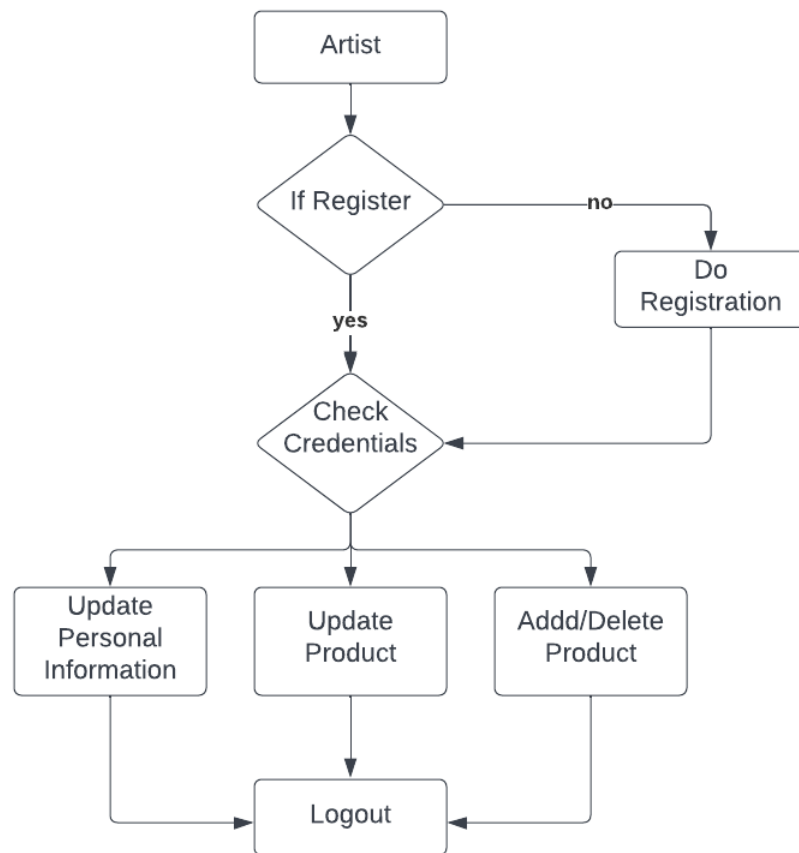 Artist
If Register
no
Do
Registration
yes
Check
Credentials
Update
Personal
Information
Update
Product
Addd/Delete
Product
Logout